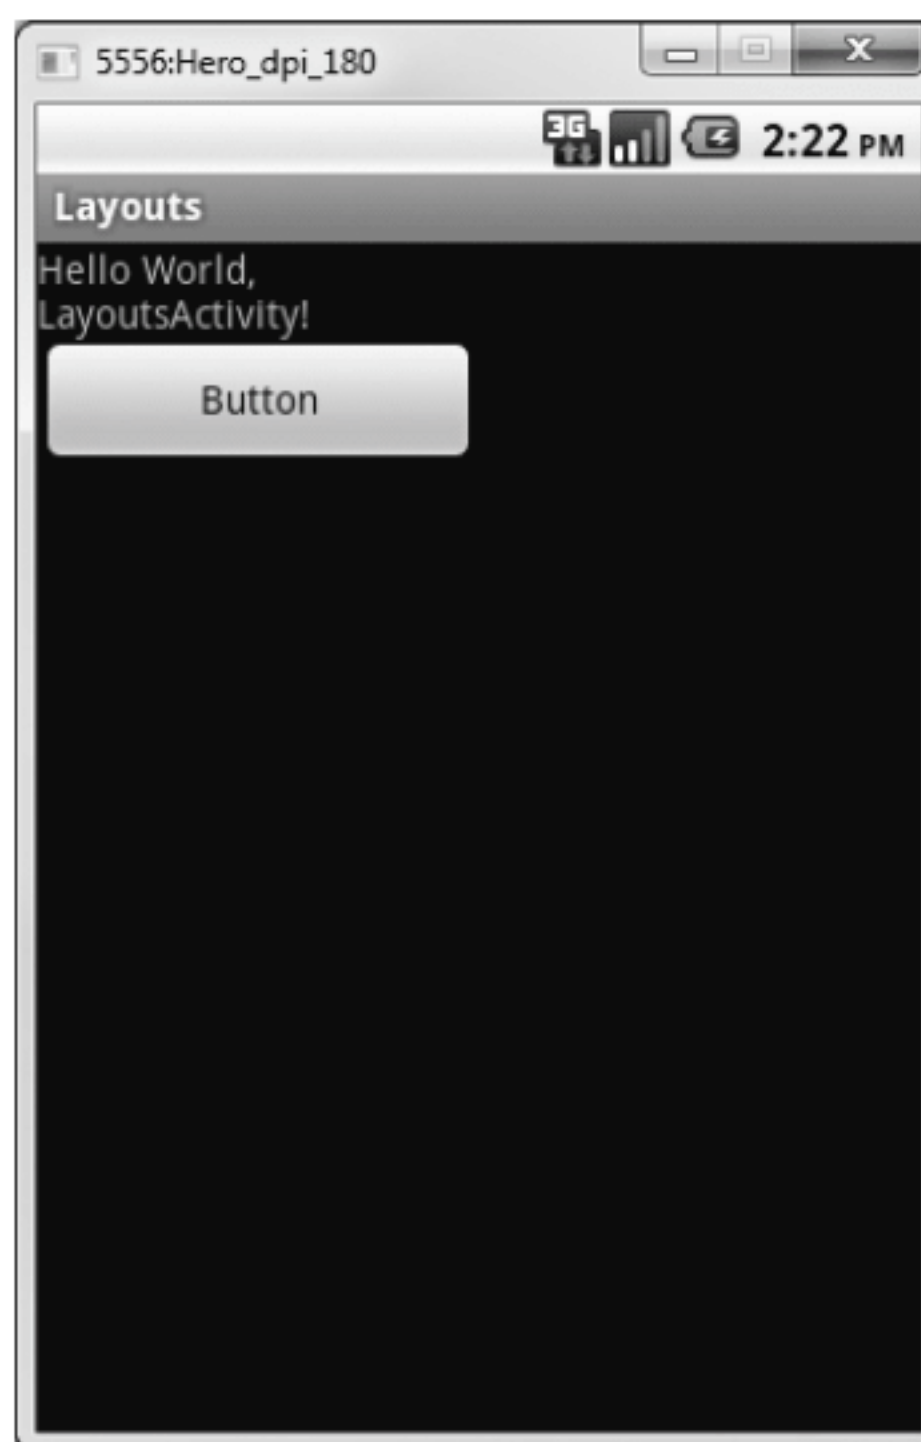 5556:Hero_dpi_180
3G 2:22 PM
Layouts
Hello World,
LayoutsActivity!
Button